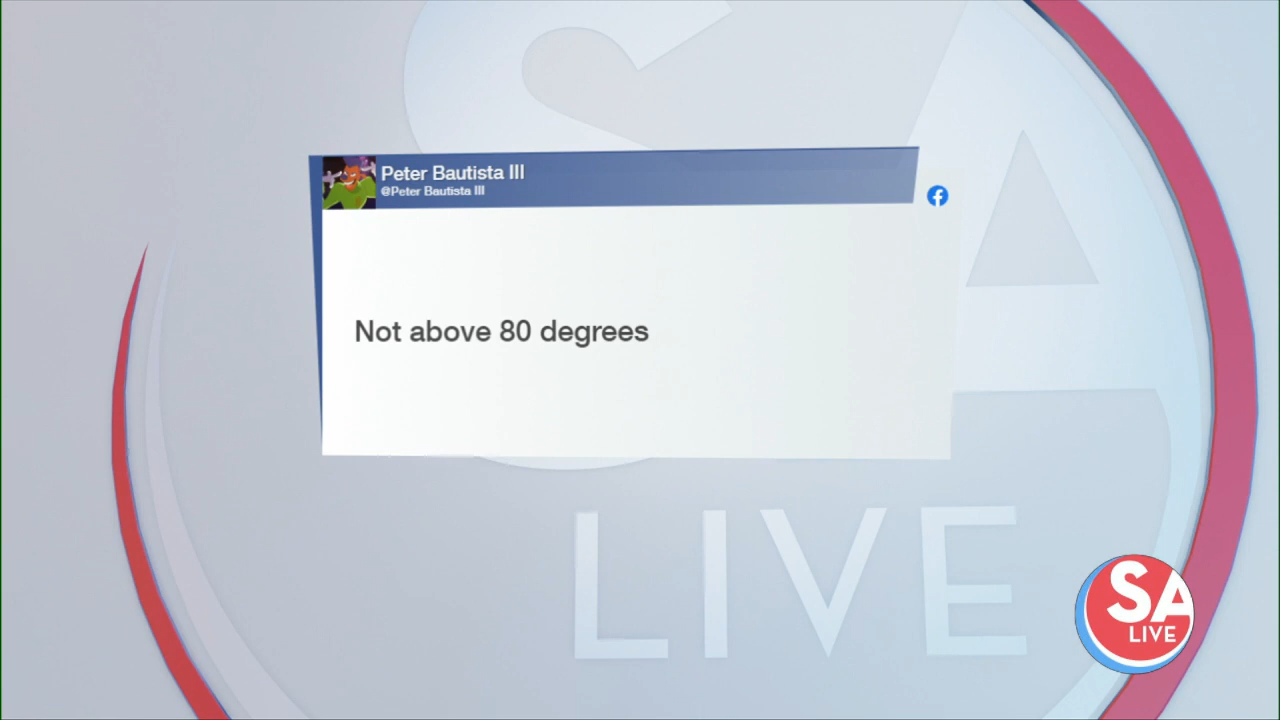 Peter Bautista III
@Peter Bautista III
Not above 80 degrees
SA
LIVE
SA
LIVE